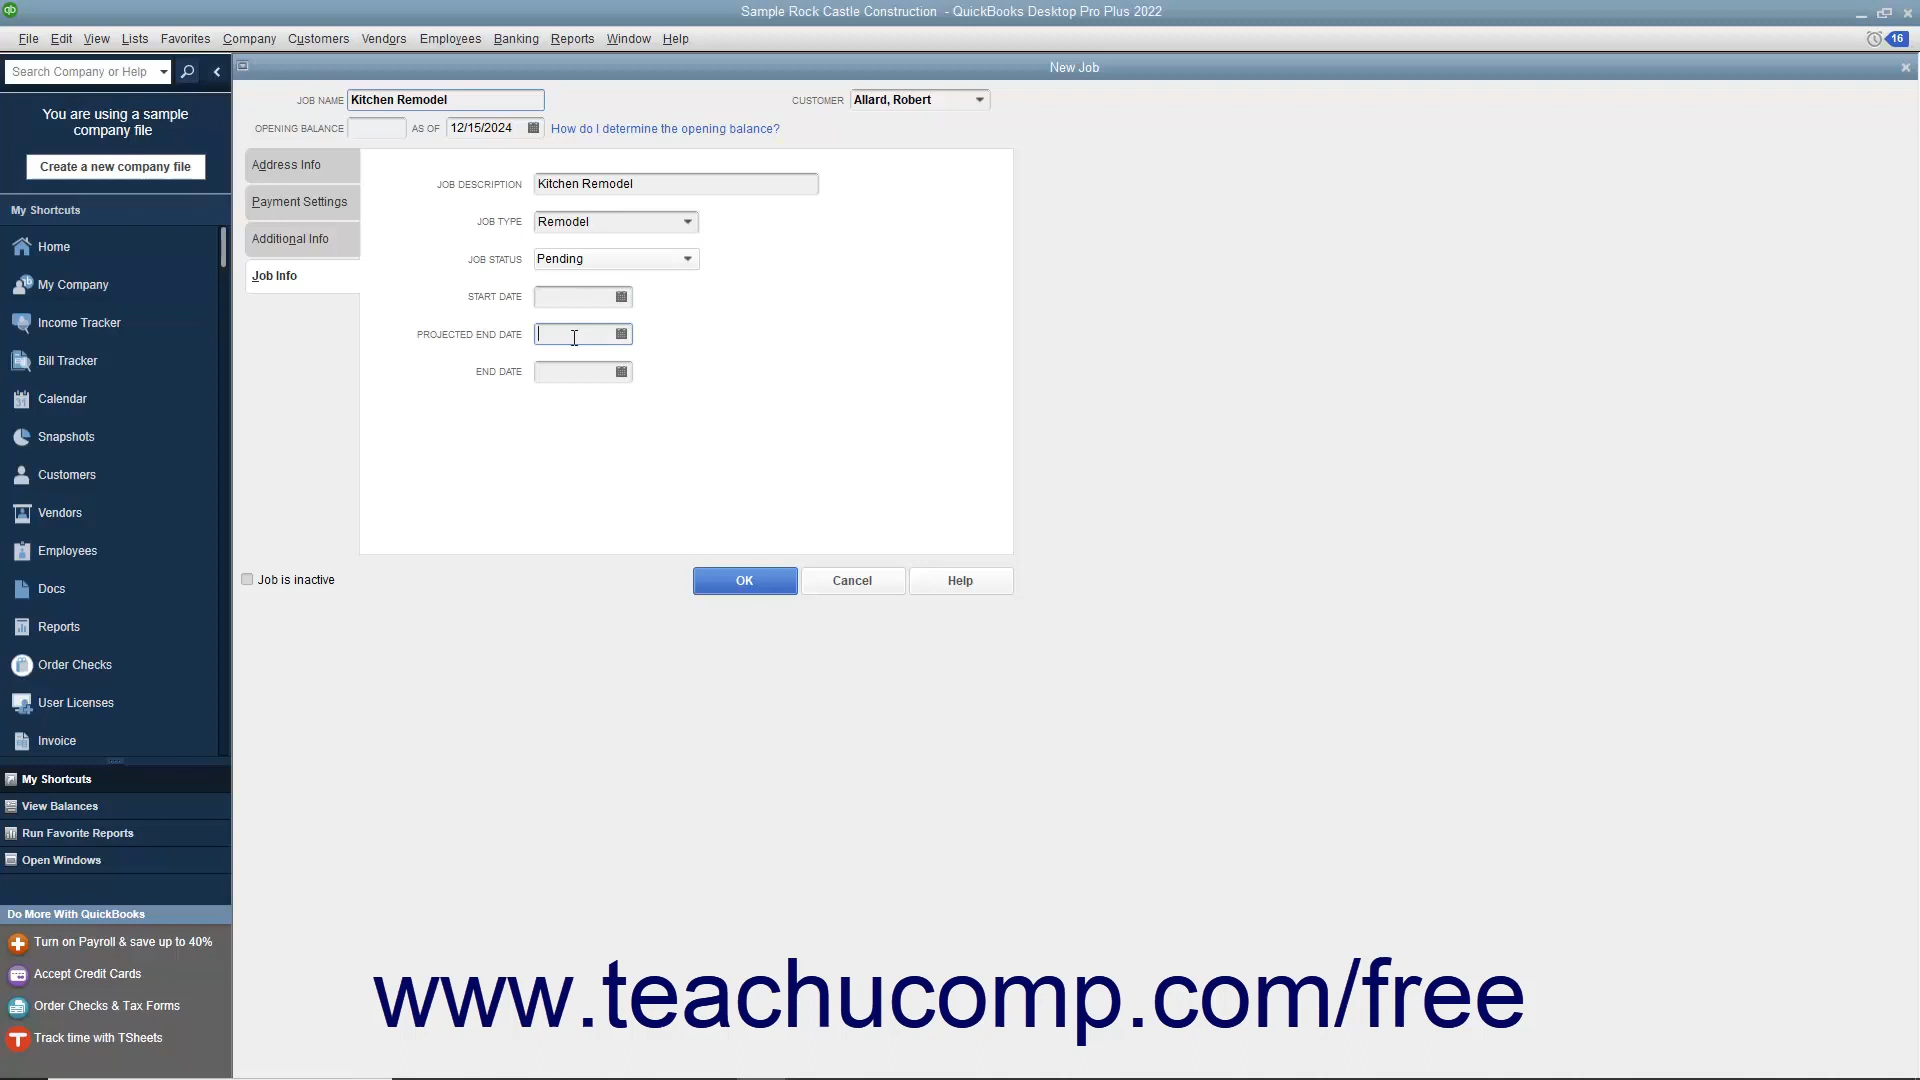 Sample Rock Castle Construction - QuickBooks Desktop Pro Plus 2022
File Edit View Lists Favorites Company Customers Vendors Employees Banking Reports Window Help
16
Search Company or Help
New Job
You are using a sample
company file
Create a new company file
My Shortcuts
Home
My Company
Income Tracker
Bill Tracker
Calendar
Snapshots
Customers
Vendors
Employees
Docs
Reports
Order Checks
User Licenses
Invoice
My Shortcuts
View Balances
Run Favorite Reports
Open Windows
Do More With QuickBooks
Turn on Payroll & save up to 40%
Accept Credit Cards
Order Checks & Tax Forms
Track time with TSheets
JOB NAME Kitchen Remodel
CUSTOMER Allard, Robert
OPENING BALANCE AS OF 12/15/2024 How do I determine the opening balance?
Address Info
Payment Settings
Additional Info
Job Info
JOB DESCRIPTION Kitchen Remodel
JOB TYPE Remodel
JOB STATUS Pending
START DATE
PROJECTED END DATE
END DATE
Job is inactive
OK Cancel Help
www.teachucomp.com/free